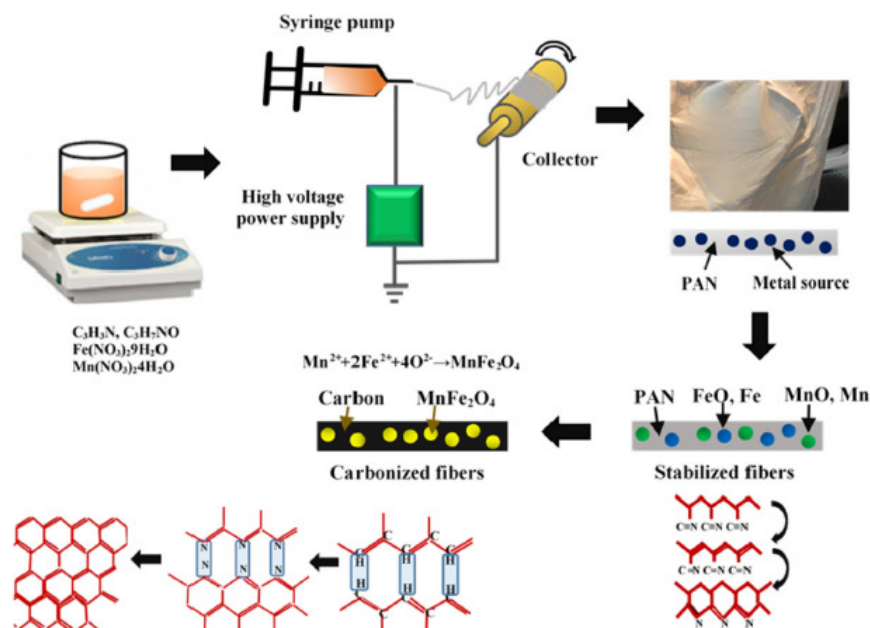 Syringe pump
Collector
High voltage
power supply
C₃H₃N, C₃H₇NO
Fe(NO₃)₂9H₂O
Mn(NO₃)₂4H₂O
PAN
Metal source
Mn²⁺+2Fe²⁺+4O²⁻→MnFe₂O₄
Carbon
MnFe₂O₄
Carbonized fibers
PAN
FeO, Fe
MnO, Mn
Stabilized fibers
C≡N C≡N C≡N
C=N C=N C=N
N N N
N N N
N N N
C C C
C C C
H H H
H H H
C C C